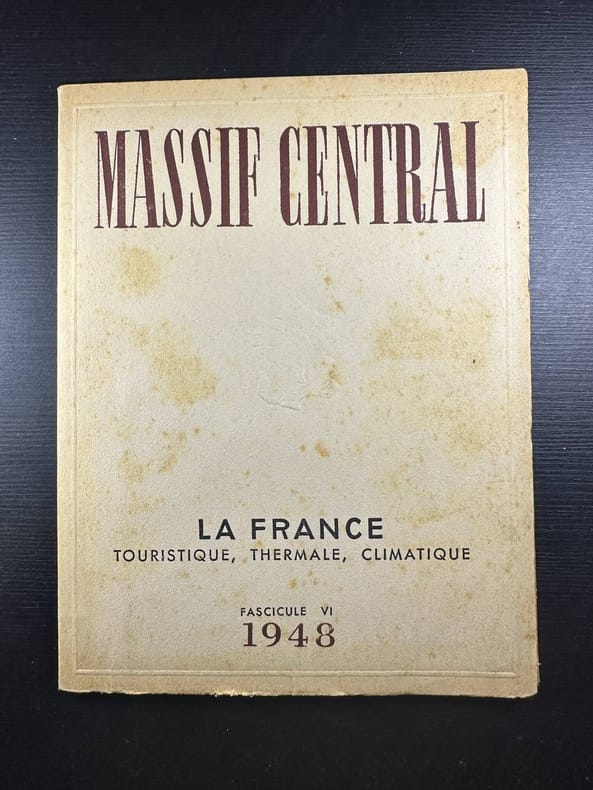 MASSIF CENTRAL
LA FRANCE
TOURISTIQUE, THERMALE, CLIMATIQUE
FASCICULE VI
1948